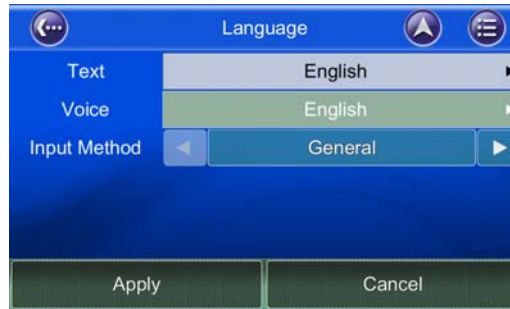 Language
Text English
Voice English
Input Method General
Apply Cancel